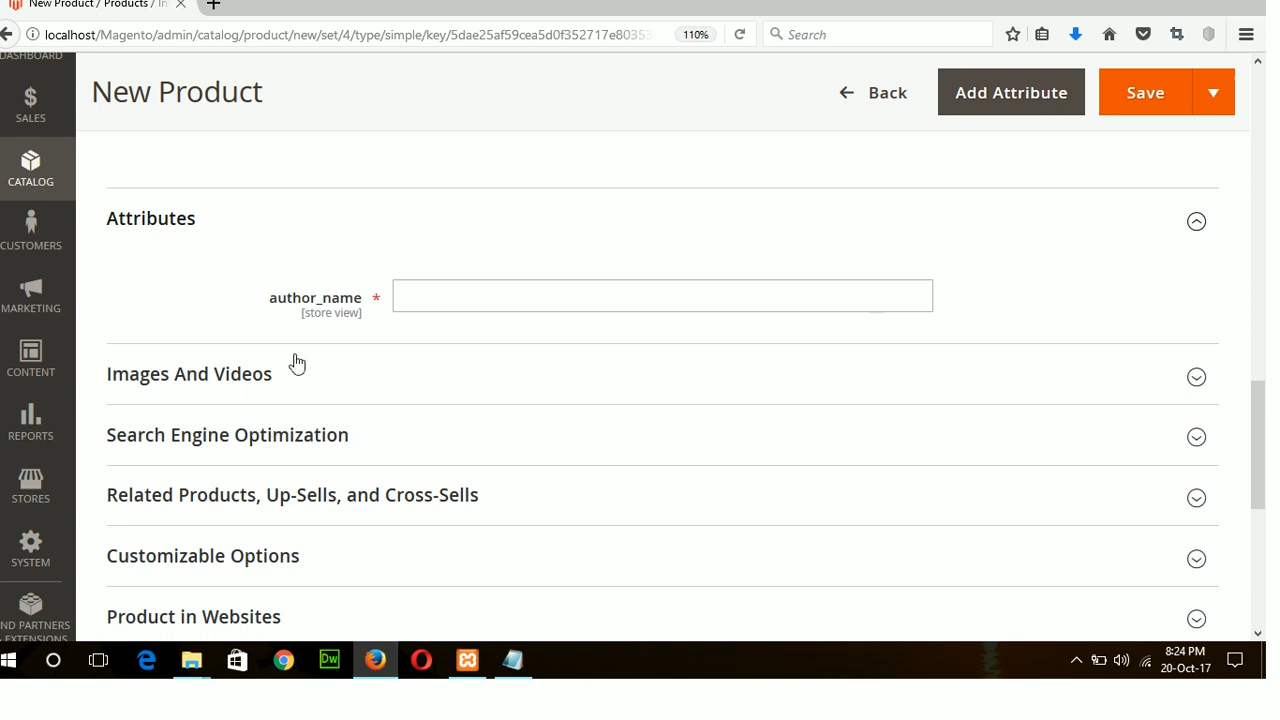 New Product / Products / In
localhost/Magento/admin/catalog/product/new/set/4/type/simple/key/5dae25af59cea5d0f352717e80353
110%
Search
DASHBOARD
$
SALES
CATALOG
CUSTOMERS
MARKETING
CONTENT
REPORTS
STORES
SYSTEM
ND PARTNERS
& EXTENSIONS
New Product
Back
Add Attribute
Save
Attributes
author_name *
[store view]
Images And Videos
Search Engine Optimization
Related Products, Up-Sells, and Cross-Sells
Customizable Options
Product in Websites
Dw
8:24 PM
20-Oct-17